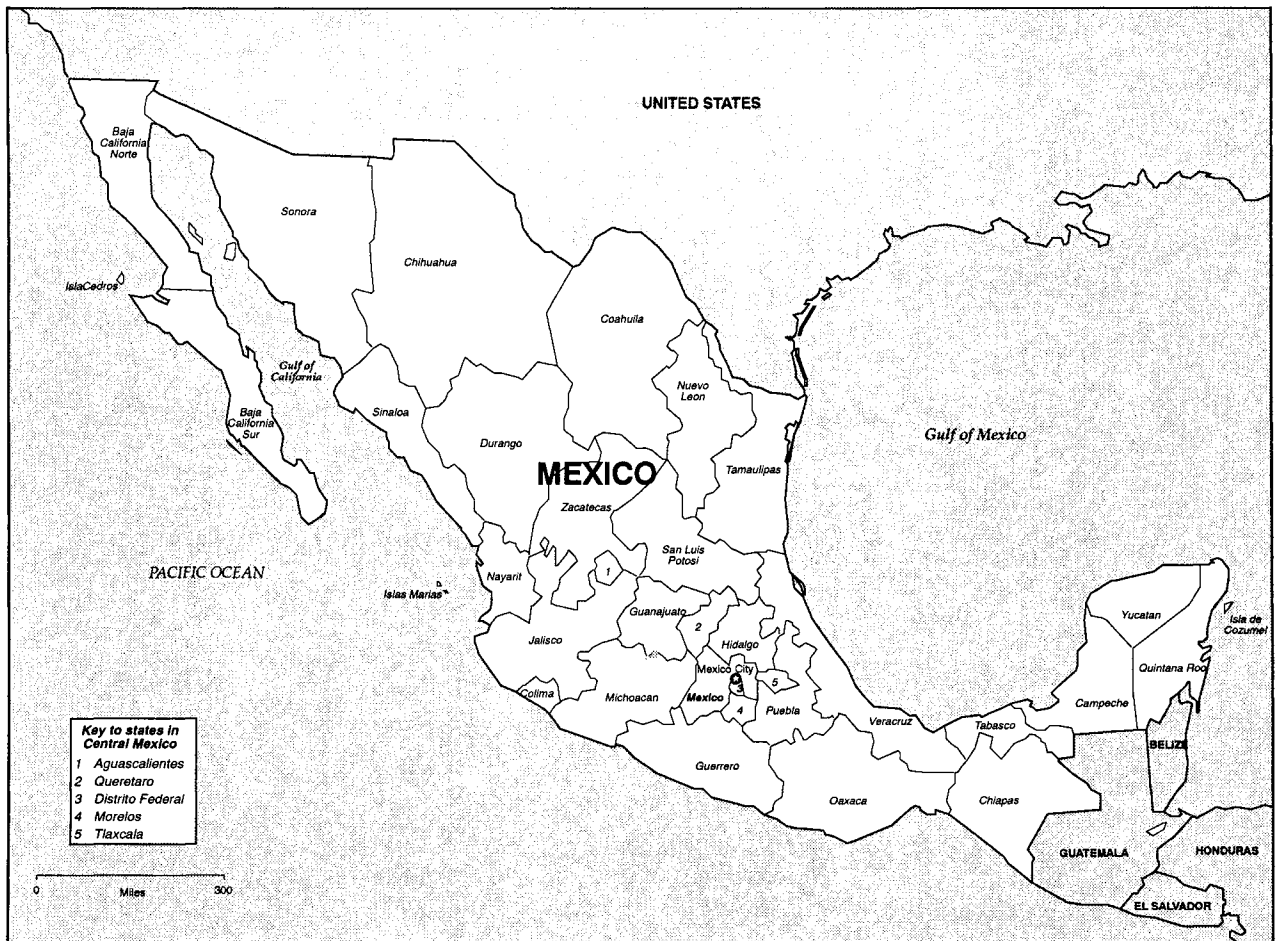 UNITED STATES
Baja
California
Norte
Sonora
Chihuahua
IslaCedros
Coahuila
Gulf of
California
Nuevo
Leon
Baja
California
Sur
Sinaloa
Durango
Gulf of Mexico
MEXICO
Tamaulipas
Zacatecas
San Luis
Potosi
PACIFIC OCEAN
Nayarit
1
Islas Marias
Guanajuato
2
Yucatan
Isla de
Cozumel
Jalisco
Hidalgo
Mexico City
Quintana Roo
5
3
Colima
Michoacan
Mexico
4
Puebla
Campeche
Veracruz
Tabasco
BELIZE
Guerrero
Oaxaca
Chiapas
GUATEMALA
HONDURAS
EL SALVADOR
Key to states in
Central Mexico
1 Aguascalientes
2 Queretaro
3 Distrito Federal
4 Morelos
5 Tlaxcala
0 Miles 300